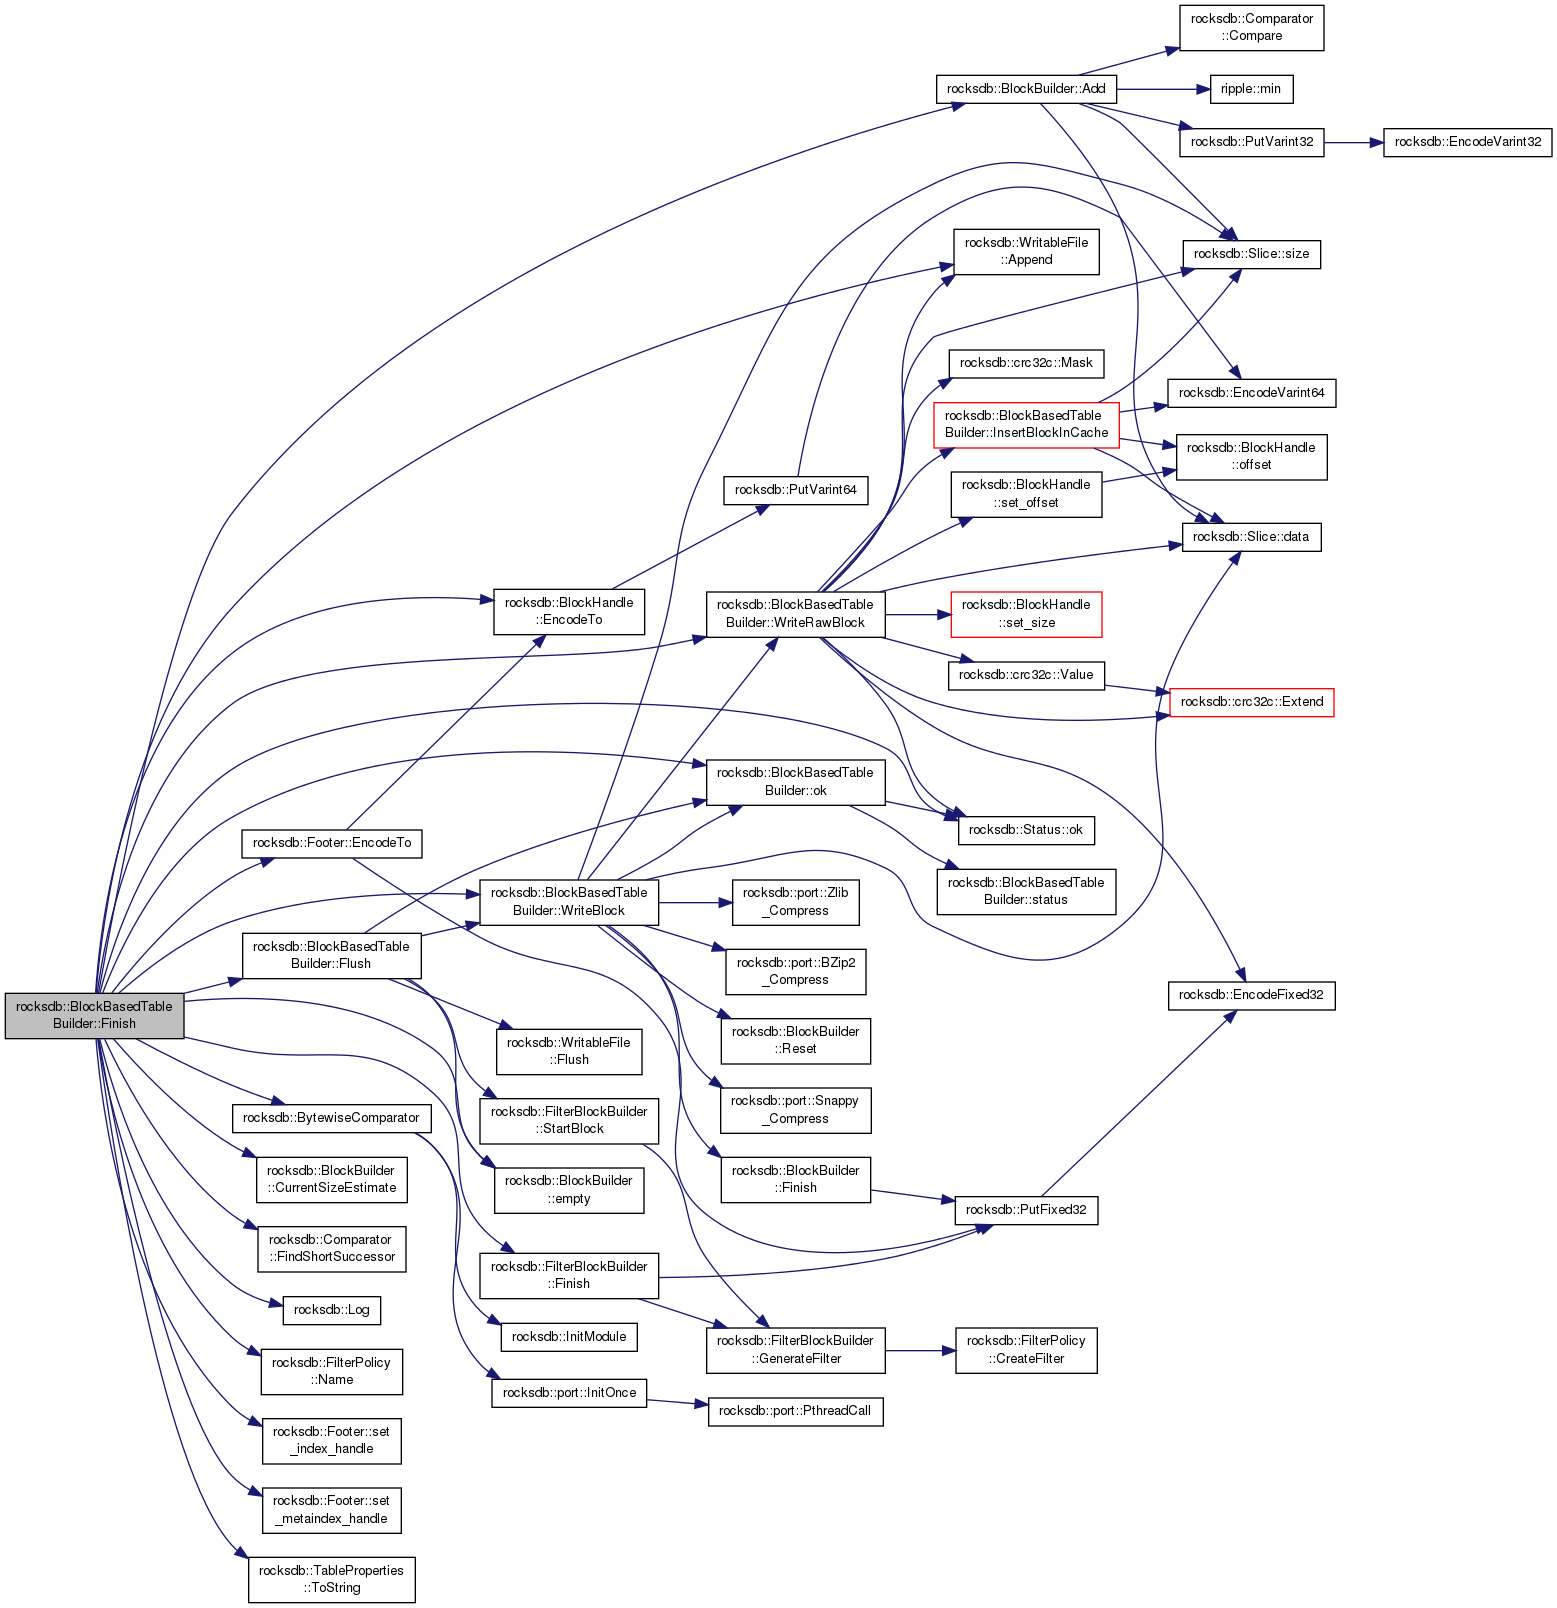 rocksdb::Comparator
::Compare
rocksdb::BlockBuilder::Add
ripple::min
rocksdb::PutVarint32
rocksdb::EncodeVarint32
rocksdb::WritableFile
::Append
rocksdb::Slice::size
rocksdb::crc32c::Mask
rocksdb::EncodeVarint64
rocksdb::BlockBasedTable
Builder::InsertBlockInCache
rocksdb::BlockHandle
::offset
rocksdb::PutVarint64
rocksdb::BlockHandle
::set_offset
rocksdb::Slice::data
rocksdb::BlockHandle
::EncodeTo
rocksdb::BlockBasedTable
Builder::WriteRawBlock
rocksdb::BlockHandle
::set_size
rocksdb::crc32c::Value
rocksdb::crc32c::Extend
rocksdb::BlockBasedTable
Builder::ok
rocksdb::Status::ok
rocksdb::Footer::EncodeTo
rocksdb::BlockBasedTable
Builder::WriteBlock
rocksdb::port::Zlib
_Compress
rocksdb::BlockBasedTable
Builder::status
rocksdb::BlockBasedTable
Builder::Flush
rocksdb::port::BZip2
_Compress
rocksdb::EncodeFixed32
rocksdb::BlockBasedTable
Builder::Finish
rocksdb::WritableFile
::Flush
rocksdb::BlockBuilder
::Reset
rocksdb::BytewiseComparator
rocksdb::FilterBlockBuilder
::StartBlock
rocksdb::port::Snappy
_Compress
rocksdb::BlockBuilder
::CurrentSizeEstimate
rocksdb::BlockBuilder
::empty
rocksdb::BlockBuilder
::Finish
rocksdb::PutFixed32
rocksdb::Comparator
::FindShortSuccessor
rocksdb::FilterBlockBuilder
::Finish
rocksdb::Log
rocksdb::InitModule
rocksdb::FilterBlockBuilder
::GenerateFilter
rocksdb::FilterPolicy
::CreateFilter
rocksdb::FilterPolicy
::Name
rocksdb::port::InitOnce
rocksdb::port::PthreadCall
rocksdb::Footer::set
_index_handle
rocksdb::Footer::set
_metaindex_handle
rocksdb::TableProperties
::ToString